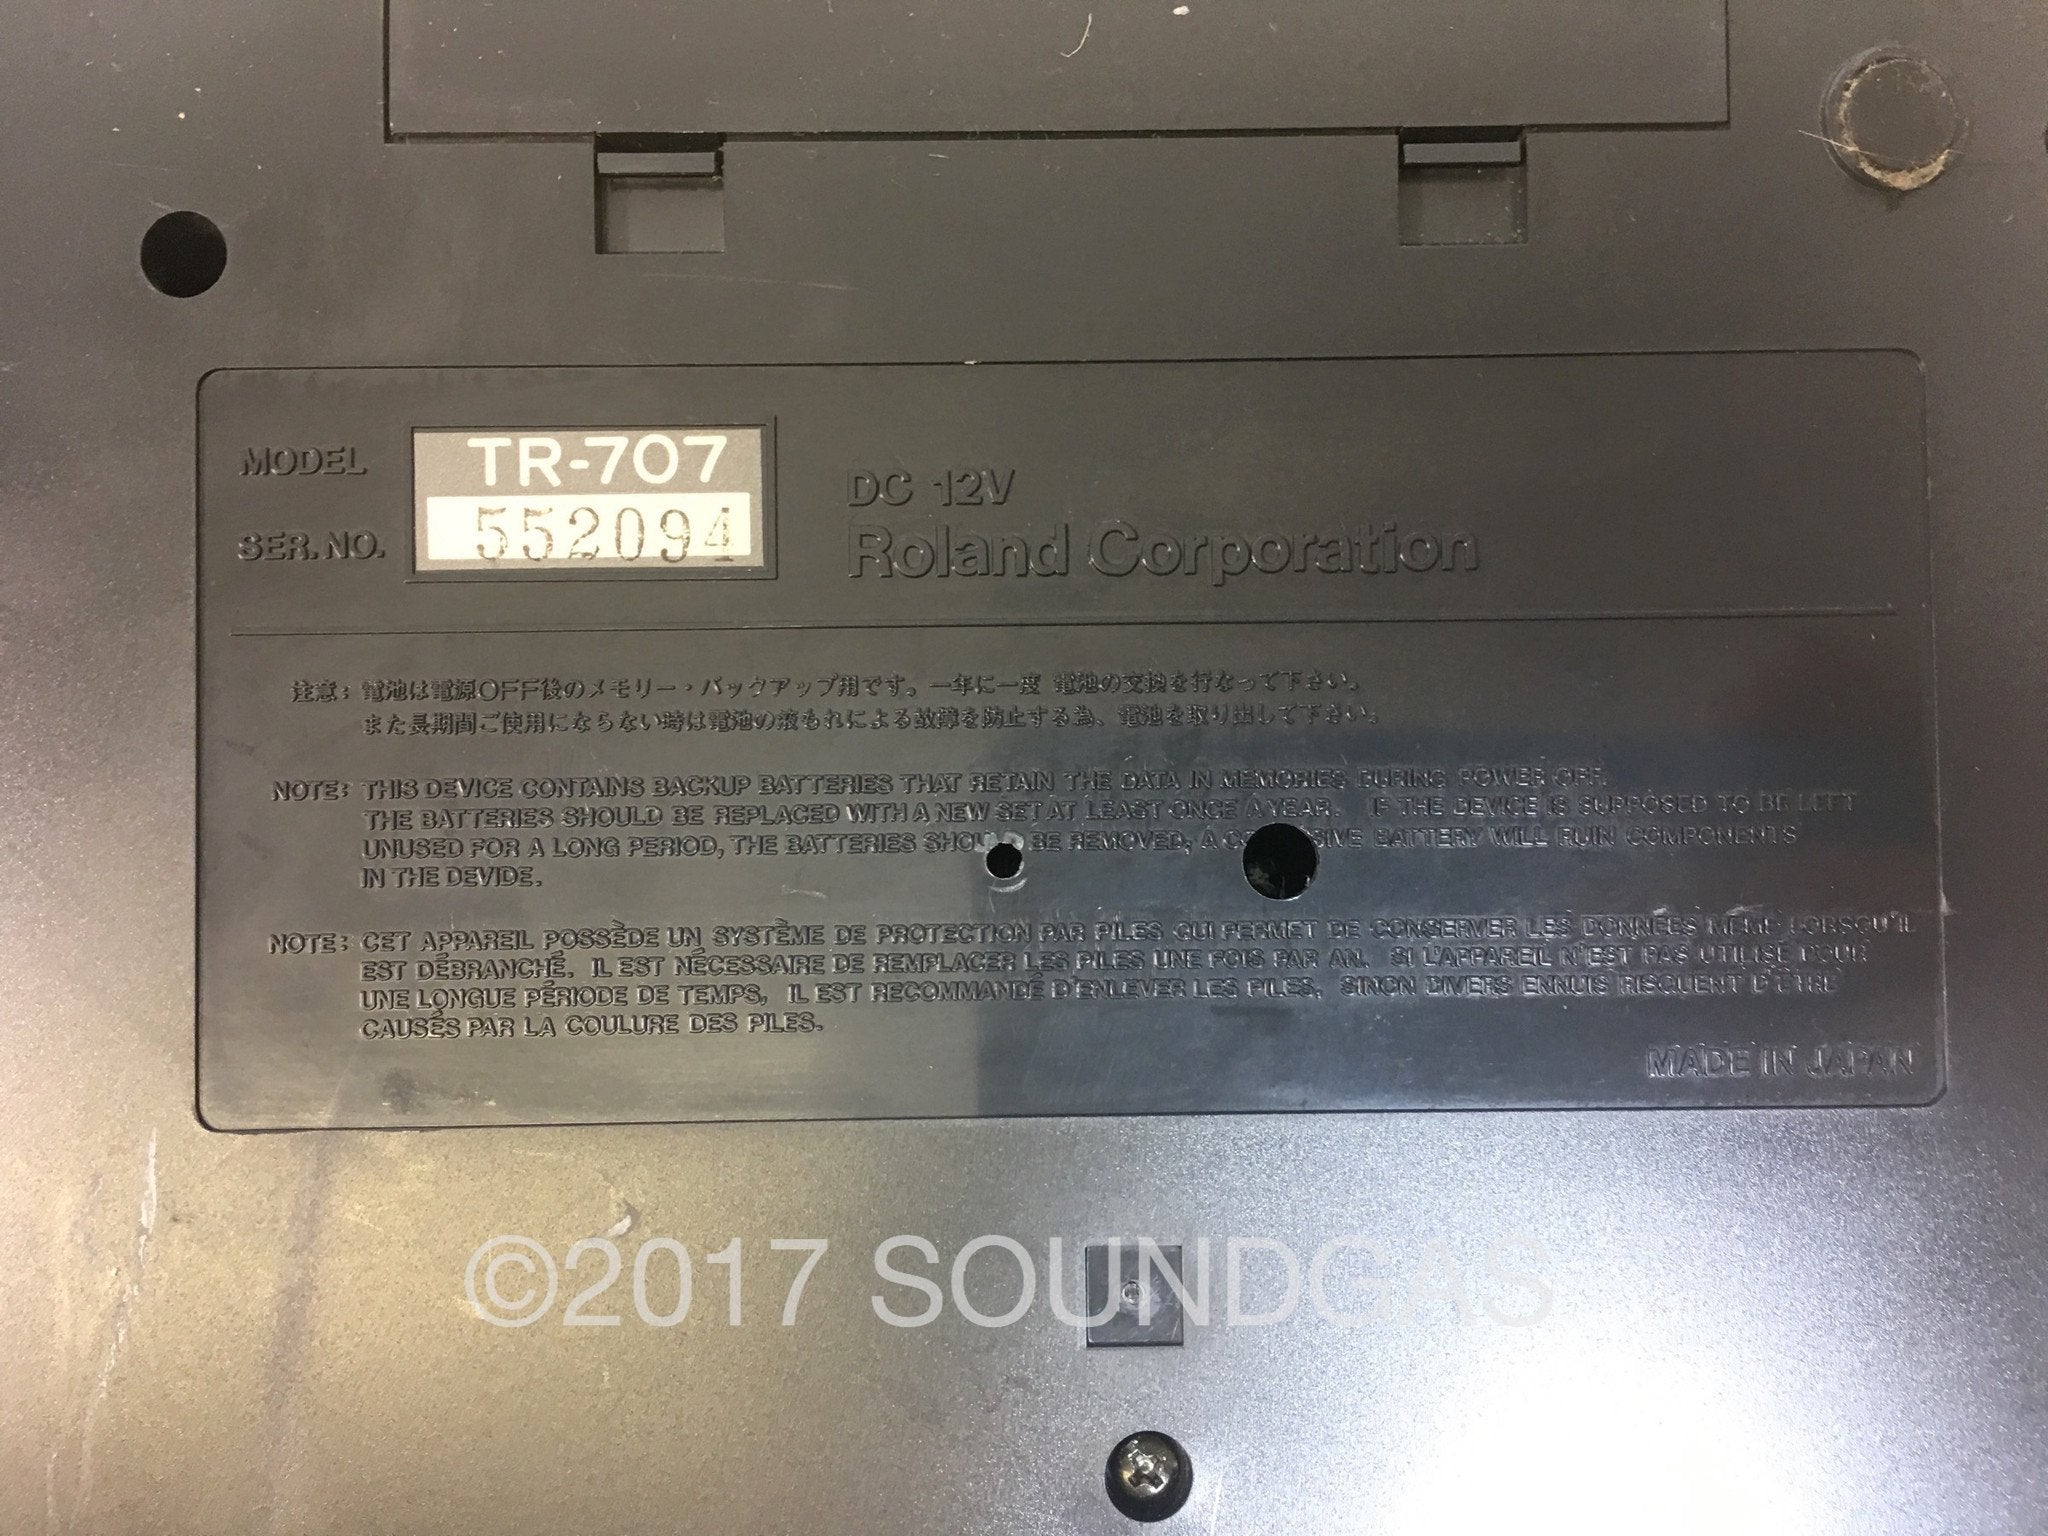 MODEL TR-707
SER. NO. 552094
DC 12V
Roland Corporation
注意: 電池は電源OFF後のメモリー・バックアップ用です。一年に一度 電池の交換を行なって下さい。
また長期間ご使用にならない時は電池の液もれによる故障を防止する為、電池を取り出して下さい。
NOTE: THIS DEVICE CONTAINS BACKUP BATTERIES THAT RETAIN THE DATA IN MEMORIES DURING POWER OFF.
THE BATTERIES SHOULD BE REPLACED WITH A NEW SET AT LEAST ONCE A YEAR. IF THE DEVICE IS SUPPOSED TO BE LEFT
UNUSED FOR A LONG PERIOD, THE BATTERIES BE REMOVED, A BATTERY WILL RUIN COMPONENTS
IN THE DEVIDE.
NOTE: CET APPAREIL POSSÈDE UN SYSTÈME DE PROTECTION PAR PILES QUI PERMET DE CONSERVER LES DONNÉES MÊME LORSQU'IL
EST DÉBRANCHÉ. IL EST NÉCESSAIRE DE REMPLACER LES PILES UNE FOIS PAR AN. SI L'APPAREIL N'EST PAS UTILISÉ POUR
UNE LONGUE PÉRIODE DE TEMPS, IL EST RECOMMANDÉ D'ENLEVER LES PILES, SINON DIVERS ENNUIS RISQUENT D'ÊTRE
CAUSÉS PAR LA COULURE DES PILES.
MADE IN JAPAN
©2017 SOUNDGAS